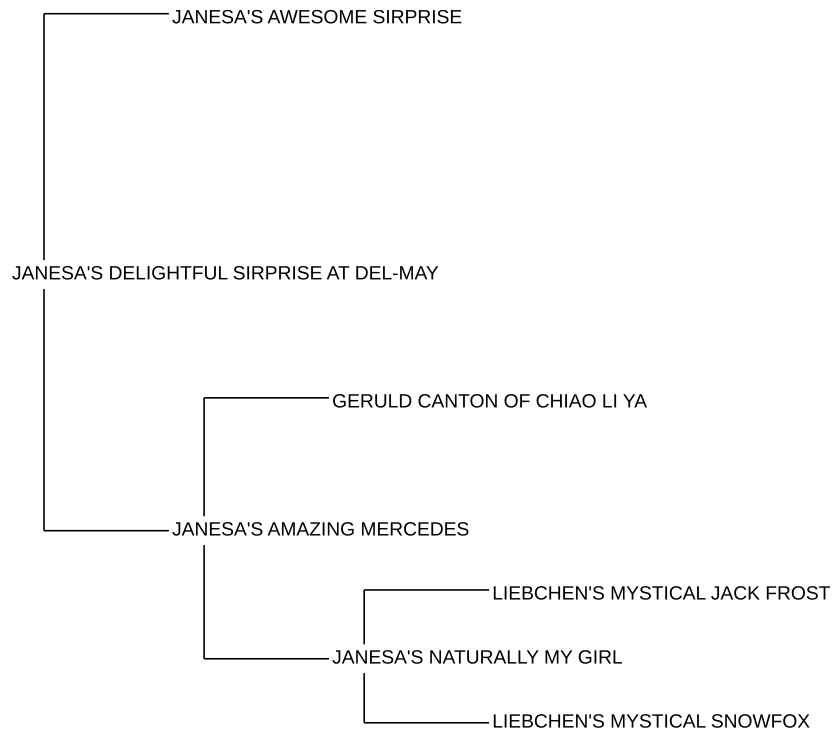 JANESA'S AWESOME SIRPRISE
JANESA'S DELIGHTFUL SIRPRISE AT DEL-MAY
GERULD CANTON OF CHIAO LI YA
JANESA'S AMAZING MERCEDES
LIEBCHEN'S MYSTICAL JACK FROST
JANESA'S NATURALLY MY GIRL
LIEBCHEN'S MYSTICAL SNOWFOX